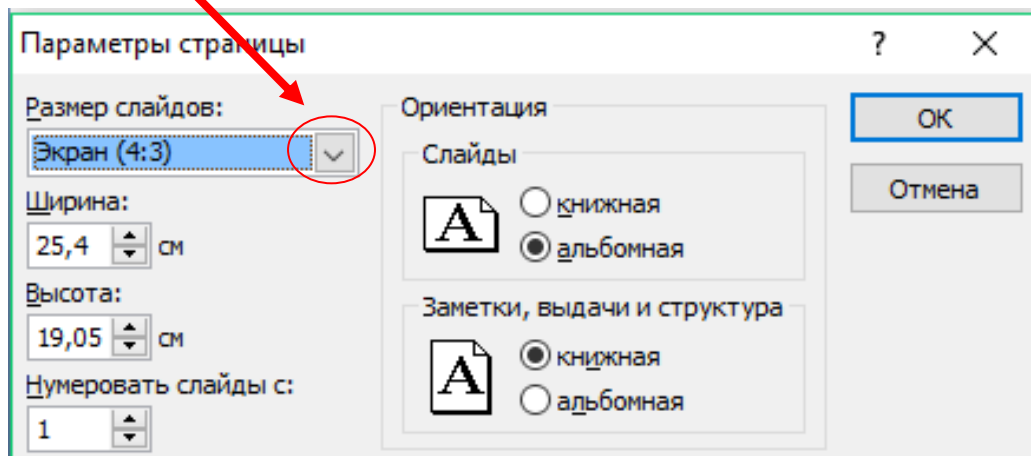 Параметры страницы
?
Размер слайдов:
Экран (4:3)
Ширина:
25,4 см
Высота:
19,05 см
Нумеровать слайды с:
1
Ориентация
Слайды
A
книжная
альбомная
Заметки, выдачи и структура
A
книжная
альбомная
ОК
Отмена